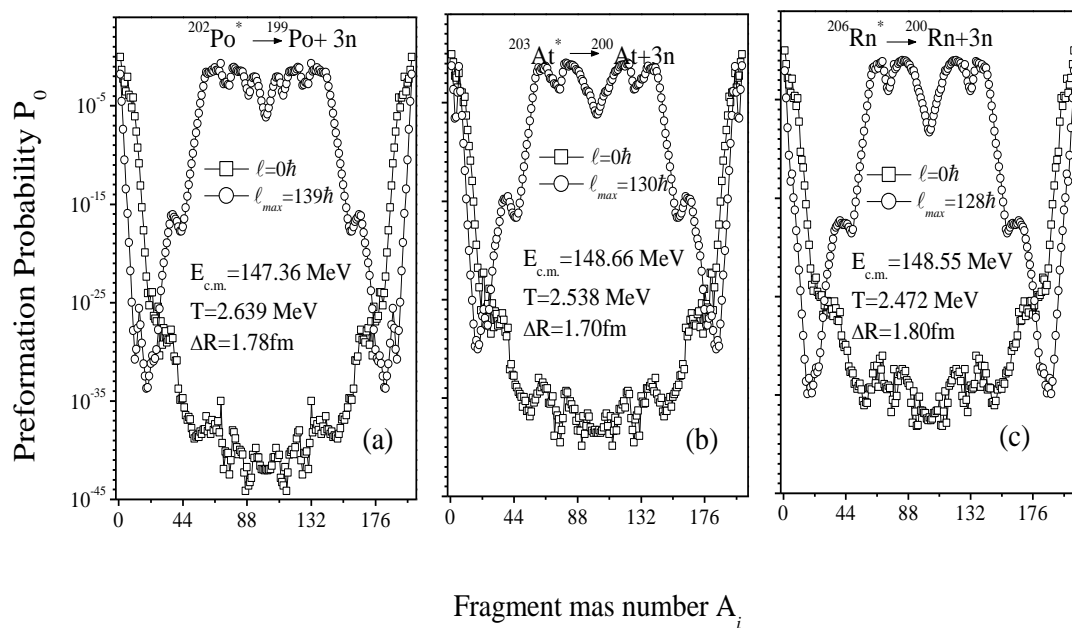 Preformation Probability P₀
²⁰²Po* → ¹⁹⁹Po+ 3n
10⁻⁵
10⁻¹⁵
10⁻²⁵
10⁻³⁵
10⁻⁴⁵
ℓ=0ħ
ℓmax=139ħ
E c.m.=147.36 MeV
T=2.639 MeV
ΔR=1.78fm
(a)
0 44 88 132 176
²⁰³At* → ²⁰⁰At+3n
ℓ=0ħ
ℓmax=130ħ
E c.m.=148.66 MeV
T=2.538 MeV
ΔR=1.70fm
(b)
0 44 88 132 176
²⁰⁶Rn* → ²⁰⁰Rn+3n
ℓ=0ħ
ℓmax=128ħ
E c.m.=148.55 MeV
T=2.472 MeV
ΔR=1.80fm
(c)
0 44 88 132 176
Fragment mas number Aᵢ